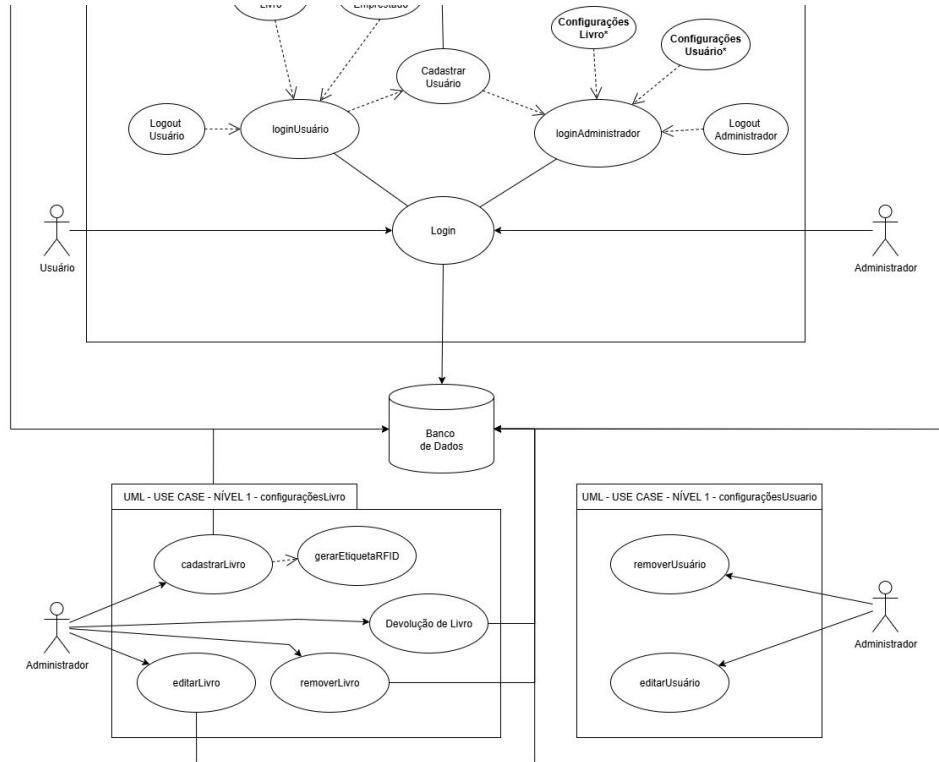 Livro
Emprestado
Configurações
Livro*
Configurações
Usuário*
Cadastrar
Usuário
Logout
Usuário
loginUsuário
loginAdministrador
Logout
Administrador
Login
Usuário
Administrador
Banco
de Dados
UML - USE CASE - NÍVEL 1 - configuraçõesLivro
UML - USE CASE - NÍVEL 1 - configuraçõesUsuario
cadastrarLivro
gerarEtiquetaRFID
removerUsuário
Devolução de Livro
Administrador
Administrador
editarLivro
removerLivro
editarUsuário